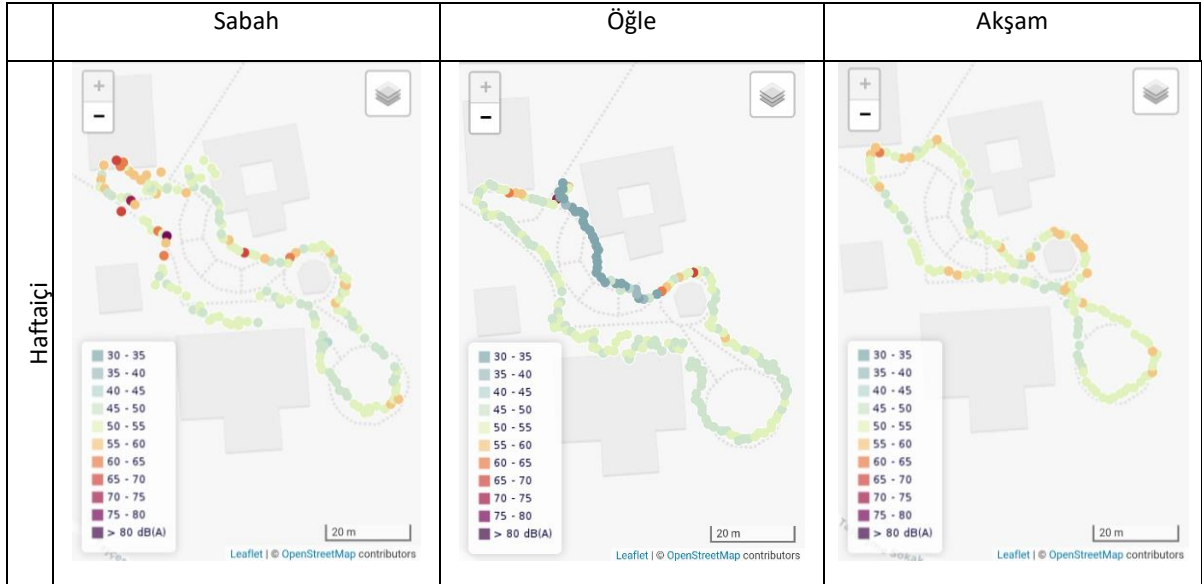 Sabah
Öğle
Akşam
Haftaiçi
+
−
30 - 35
35 - 40
40 - 45
45 - 50
50 - 55
55 - 60
60 - 65
65 - 70
70 - 75
75 - 80
> 80 dB(A)
20 m
Leaflet | © OpenStreetMap contributors
+
−
30 - 35
35 - 40
40 - 45
45 - 50
50 - 55
55 - 60
60 - 65
65 - 70
70 - 75
75 - 80
> 80 dB(A)
20 m
Leaflet | © OpenStreetMap contributors
+
−
30 - 35
35 - 40
40 - 45
45 - 50
50 - 55
55 - 60
60 - 65
65 - 70
70 - 75
75 - 80
> 80 dB(A)
20 m
Leaflet | © OpenStreetMap contributors